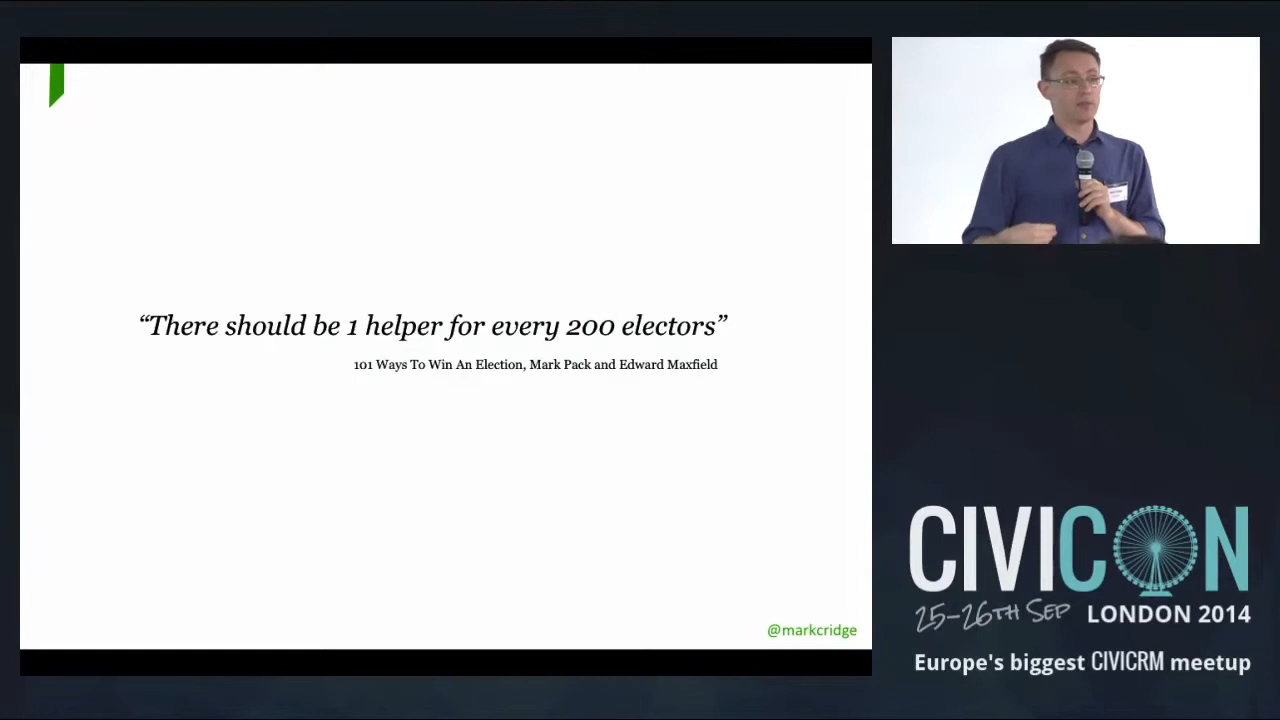 “There should be 1 helper for every 200 electors”
101 Ways To Win An Election, Mark Pack and Edward Maxfield
@markcridge
CIVICON
25-26TH SEP LONDON 2014
Europe's biggest CIVICRM meetup